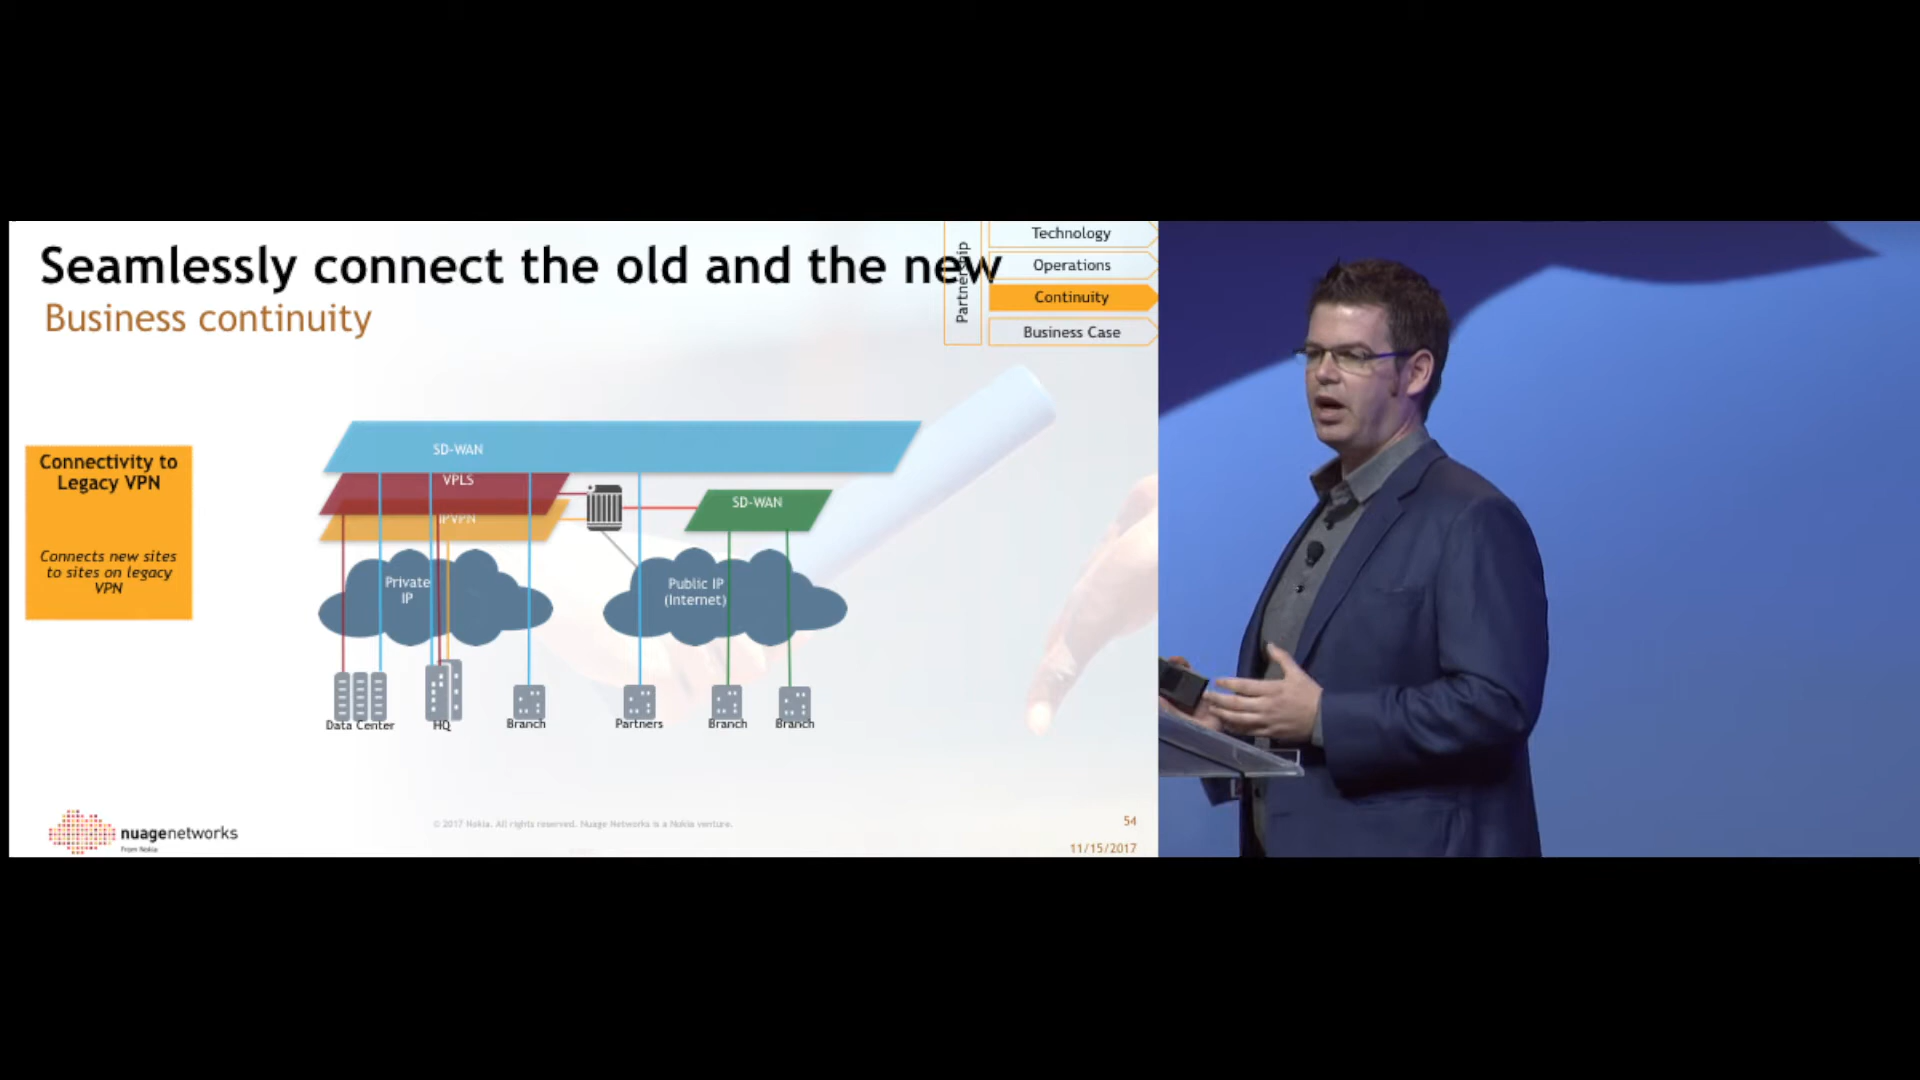 Seamlessly connect the old and the new
Business continuity
Partnership
Technology
Operations
Continuity
Business Case
Connectivity to
Legacy VPN
Connects new sites
to sites on legacy
VPN
SD-WAN
VPLS
IPVPN
SD-WAN
Private
IP
Public IP
(Internet)
Data Center
HQ
Branch
Partners
Branch
Branch
nuagenetworks
From Nokia
© 2017 Nokia. All rights reserved. Nuage Networks is a Nokia venture.
54
11/15/2017